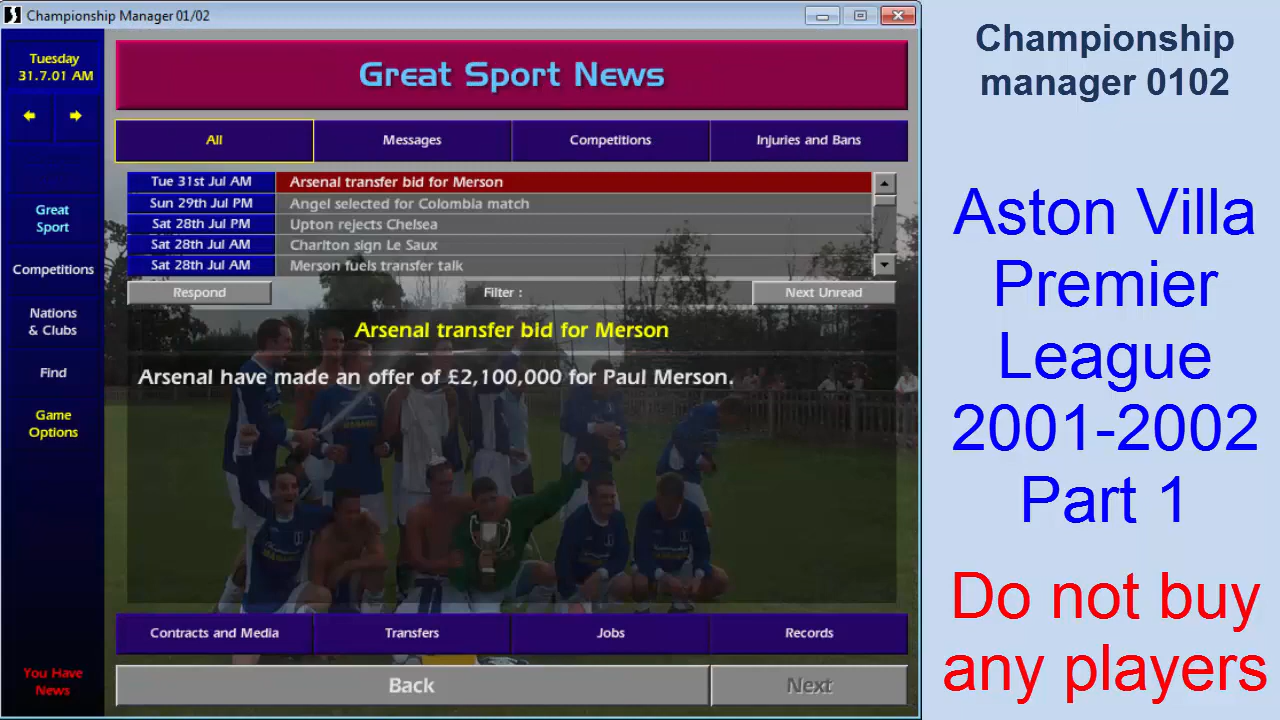 Championship Manager 01/02
Tuesday
31.7.01 AM
Great Sport News
All
Messages
Competitions
Injuries and Bans
Tue 31st Jul AM Arsenal transfer bid for Merson
Sun 29th Jul PM Angel selected for Colombia match
Sat 28th Jul PM Upton rejects Chelsea
Sat 28th Jul AM Charlton sign Le Saux
Sat 28th Jul AM Merson fuels transfer talk
Respond
Filter :
Next Unread
Arsenal transfer bid for Merson
Arsenal have made an offer of £2,100,000 for Paul Merson.
Great
Sport
Competitions
Nations
& Clubs
Find
Game
Options
You Have
News
Contracts and Media
Transfers
Jobs
Records
Back
Next
Championship
manager 0102
Aston Villa
Premier
League
2001-2002
Part 1
Do not buy
any players